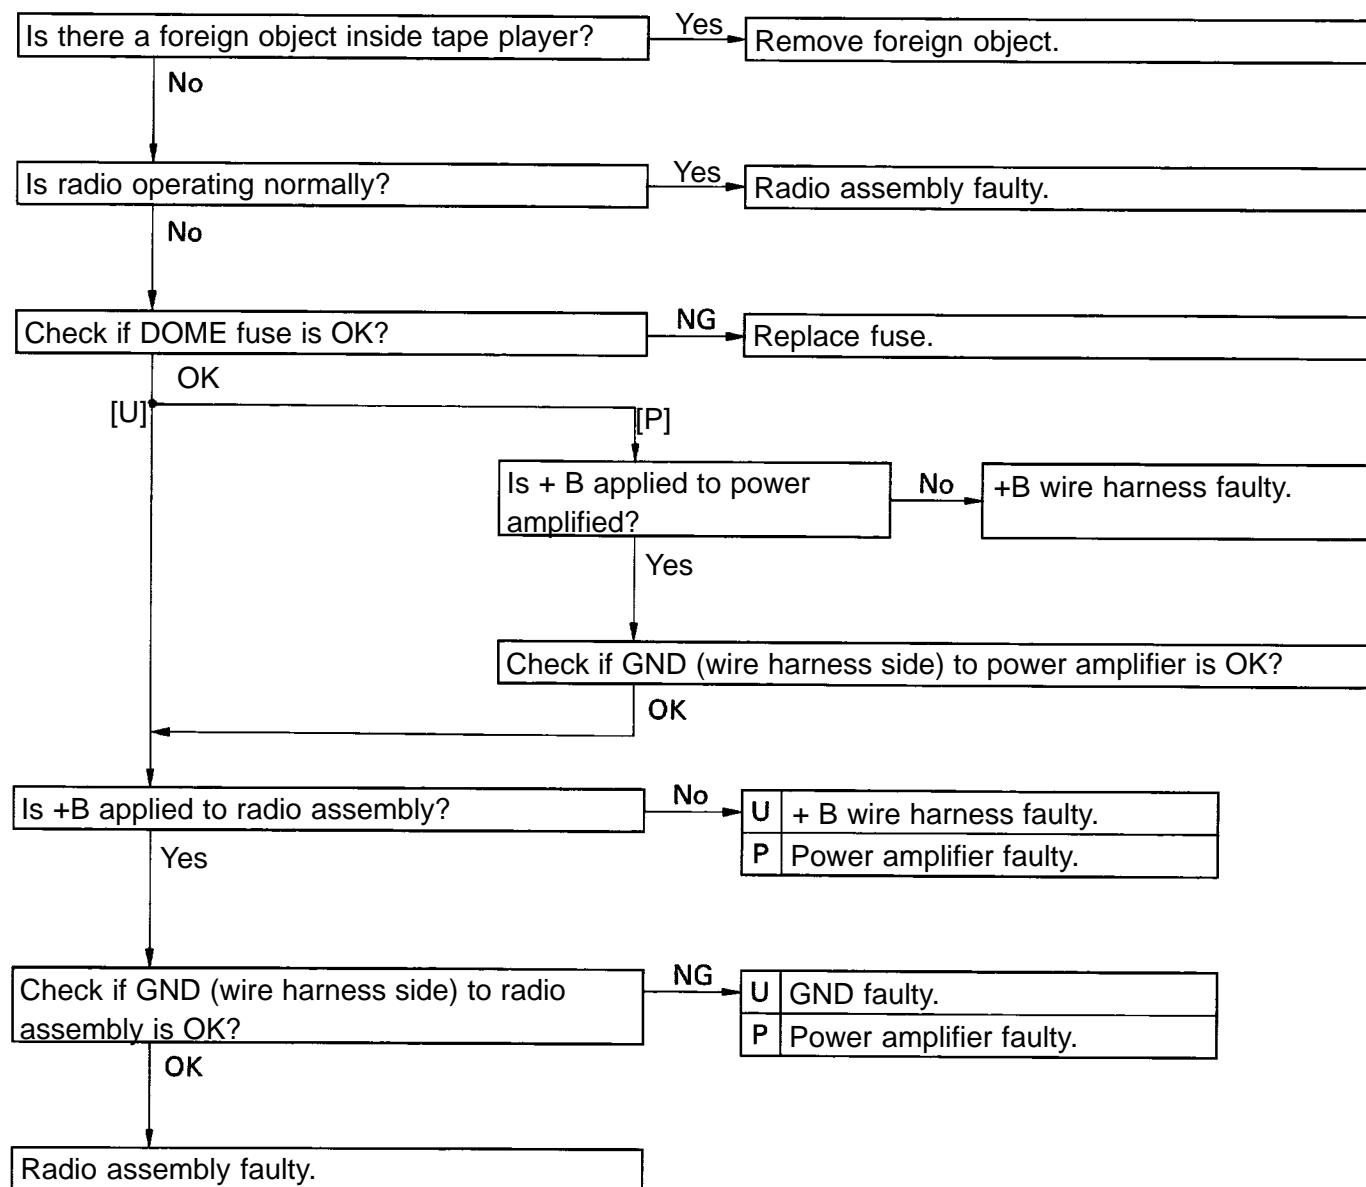 Is there a foreign object inside tape player?
Yes
Remove foreign object.
No
Is radio operating normally?
Yes
Radio assembly faulty.
No
Check if DOME fuse is OK?
NG
Replace fuse.
OK
[U]
[P]
Is + B applied to power
amplified?
No
+B wire harness faulty.
Yes
Check if GND (wire harness side) to power amplifier is OK?
OK
Is +B applied to radio assembly?
No
U + B wire harness faulty.
P Power amplifier faulty.
Yes
Check if GND (wire harness side) to radio
assembly is OK?
NG
U GND faulty.
P Power amplifier faulty.
OK
Radio assembly faulty.